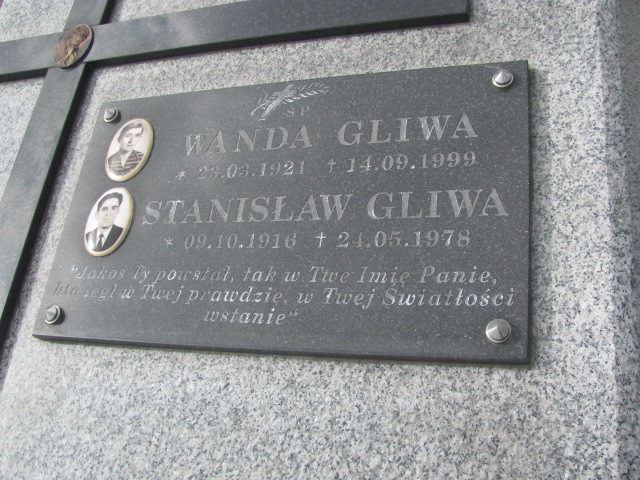 ŚP
WANDA GLIWA
* 23.03.1921 † 14.09.1999
STANISŁAW GLIWA
* 09.10.1916 † 24.05.1978
"Jakoś Ty powstał, tak w Twe Imię Panie,
kto legł w Twej prawdzie, w Twej Światłości
wstanie"